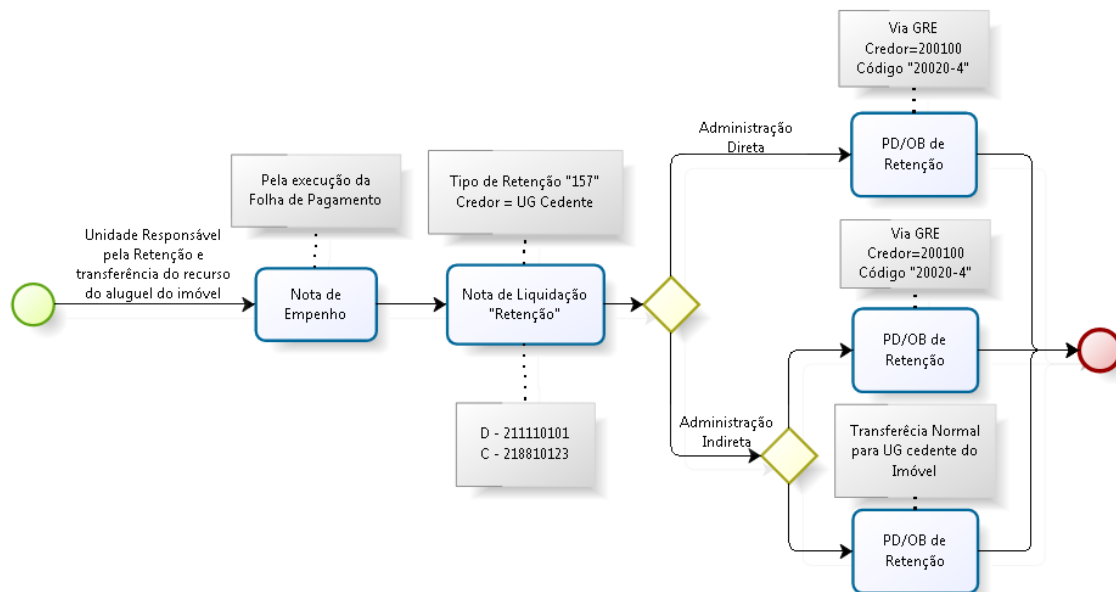 Unidade Responsável
pela Retenção e
transferência do recurso
do aluguel do imóvel
Pela execução da
Folha de Pagamento
Nota de
Empenho
Tipo de Retenção "157"
Credor = UG Cedente
Nota de Liquidação
"Retenção"
D - 211110101
C - 218810123
Administração
Direta
Via GRE
Credor=200100
Código "20020-4"
PD/OB de
Retenção
Administração
Indireta
Via GRE
Credor=200100
Código "20020-4"
PD/OB de
Retenção
Transferêcia Normal
para UG cedente do
Imóvel
PD/OB de
Retenção